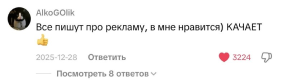 AlkoGOlik
Все пишут про рекламу, в мне нравится) КАЧАЕТ
👍
2025-12-28 Ответить 3224
Посмотреть 8 ответов